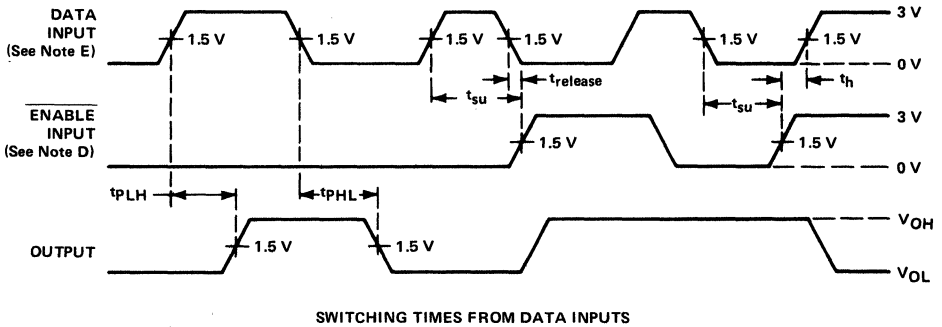 DATA
INPUT
(See Note E)
1.5 V
1.5 V
1.5 V
1.5 V
1.5 V
1.5 V
3 V
0 V
trelease
tsu
tsu
th
ENABLE
INPUT
(See Note D)
1.5 V
1.5 V
3 V
0 V
tPLH
tPHL
OUTPUT
1.5 V
1.5 V
VOH
VOL
SWITCHING TIMES FROM DATA INPUTS